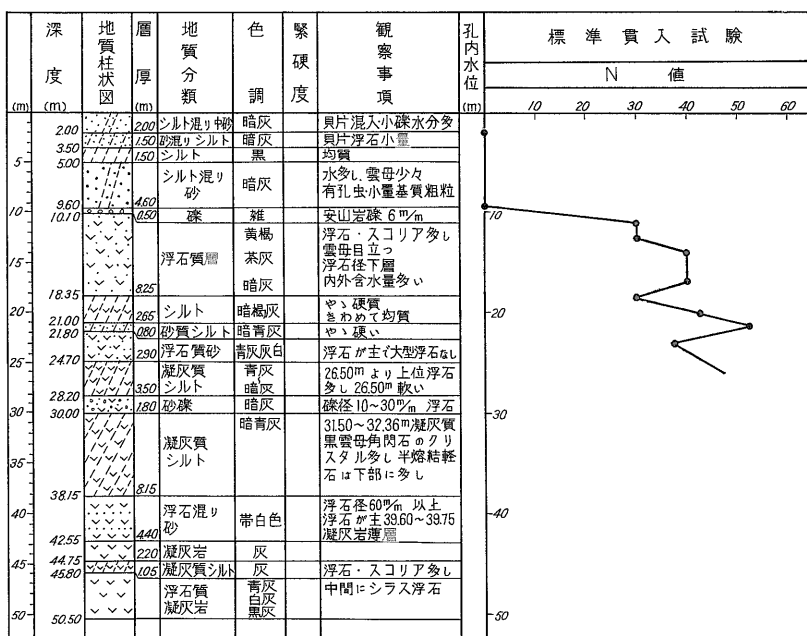 深度 地質柱状図 層厚 地質分類 色調 緊硬度 観察事項 孔内水位 標準貫入試験
N 値
(m) (m) (m) (m) 10 20 30 40 50 60
2.00 2.00 シルト混り中砂 暗灰 貝片混入小礫水分多
3.50 1.50 砂混りシルト 暗灰 貝片浮石小量
5 5.00 1.50 シルト 黒 均質
シルト混り 水多し、雲母少々
砂 暗灰 有孔虫小量基質粗粒
9.60 4.60
10 10.10 0.50 礫 雑 安山岩礫 6m/m 10
黄褐 浮石・スコリア多し
雲母目立つ
15 浮石質層 茶灰 浮石径下層
18.35 8.25 暗灰 内外含水量多い
20 21.00 2.65 シルト 暗褐灰 やゝ硬質 20
きわめて均質
21.80 0.80 砂質シルト 暗青灰 やゝ硬い
25 24.70 2.90 浮石質砂 青灰灰白 浮石が主で大型浮石なし
凝灰質 青灰 26.50mより上位浮石
28.20 3.50 シルト 暗灰 多し 26.50m 軟い
30 30.00 1.80 砂礫 暗灰 礫径10~30m/m 浮石 30
暗青灰 31.50~32.36m凝灰質
凝灰質 黒雲母角閃石のクリ
35 シルト スタル多し半熔結軽
石は下部に多し
38.15 8.15
浮石混り 浮石径60m/m 以上
40 砂 帯白色 浮石が主39.60~39.75 40
42.55 4.40 凝灰岩薄層
44.75 2.20 凝灰岩 灰
45 45.80 1.05 凝灰質シルト 灰 浮石・スコリア多し
浮石質 青灰 中間にシラス浮石
凝灰岩 白灰
50 50.50 黒灰 50